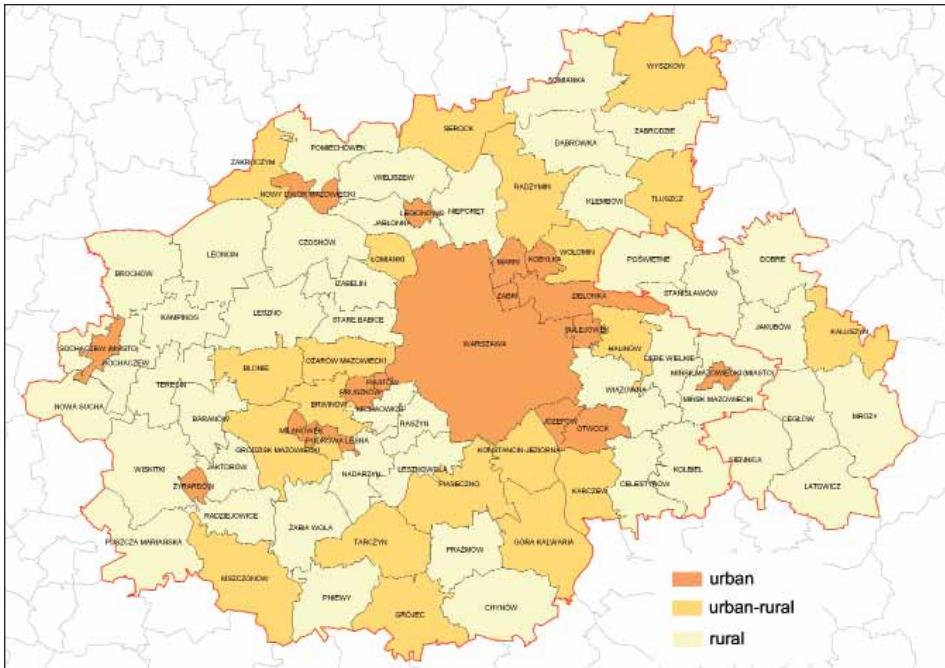 WYSZKÓW
SOMIANKA
SEROCK
ZABRODZIE
DĄBRÓWKA
POMIECHÓWEK
ZAKROCZYM
WIELISZEW
RADZYMIN
NOWY DWÓR MAZOWIECKI
KLEMBÓW
TŁUSZCZ
LEGIONOWO
NIEPORĘT
JABŁONNA
CZOSNÓW
LEONCIN
ŁOMIANKI
WOŁOMIN
MARKI
KOBYŁKA
POŚWIĘTNE
DOBRE
BROCHÓW
IZABELIN
ZĄBKI
ZIELONKA
STANISŁAWÓW
KAMPINOS
LESZNO
STARE BABICE
SULEJÓWEK
JAKUBÓW
KAŁUSZYN
WARSZAWA
HALINÓW
SOCHACZEW (MIASTO)
SOCHACZEW
DĘBE WIELKIE
OŻARÓW MAZOWIECKI
BŁONIE
TERESIN
MIŃSK MAZOWIECKI (MIASTO)
PIASTÓW
PRUSZKÓW
WIĄZOWNA
MIŃSK MAZOWIECKI
NOWA SUCHA
BRWINÓW
MICHAŁOWICE
BARANÓW
MROZY
CEGŁÓW
RASZYN
JÓZEFÓW
OTWOCK
MILANÓWEK
PODKOWA LEŚNA
GRODZISK MAZOWIECKI
KONSTANCIN-JEZIORNA
SIENNICA
WISKITKI
JAKTORÓW
NADARZYN
LESZNOWOLA
KOŁBIEL
CELESTYNÓW
PIASECZNO
KARCZEW
LATOWICZ
ŻYRARDÓW
RADZIEJOWICE
ŻABIA WOLA
PUSZCZA MARIAŃSKA
TARCZYN
PRAŻMÓW
GÓRA KALWARIA
MSZCZONÓW
PNIEWY
GRÓJEC
CHYNÓW
urban
urban-rural
rural